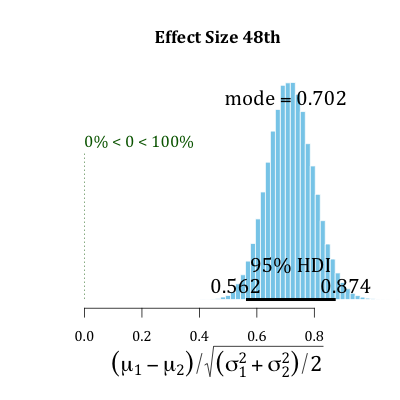 Effect Size 48th
mode = 0.702
0% < 0 < 100%
95% HDI
0.562 0.874
0.0 0.2 0.4 0.6 0.8
(μ₁ − μ₂)/√(σ₁² + σ₂²)/2